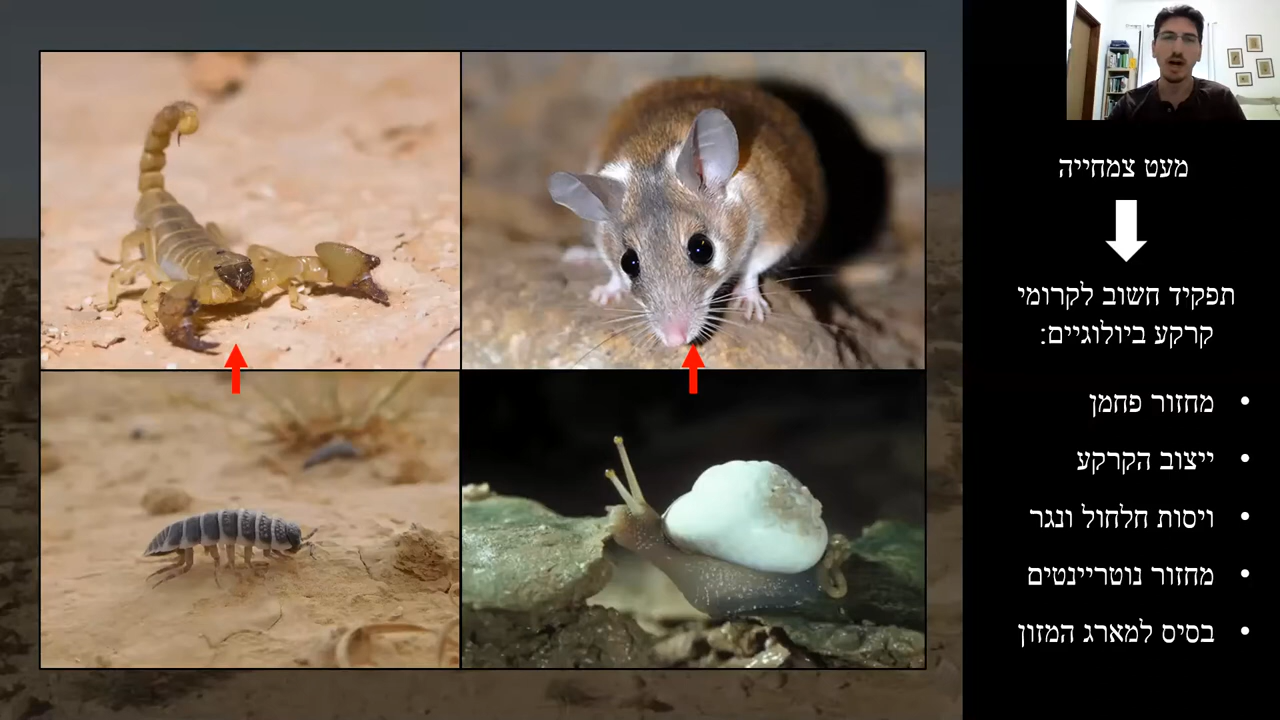 מעט צמחייה
תפקיד חשוב לקרומי
קרקע ביולוגיים:
• מחזור פחמן
• ייצוב הקרקע
• ויסות חלחול ונגר
• מחזור נוטריינטים
• בסיס למארג המזון